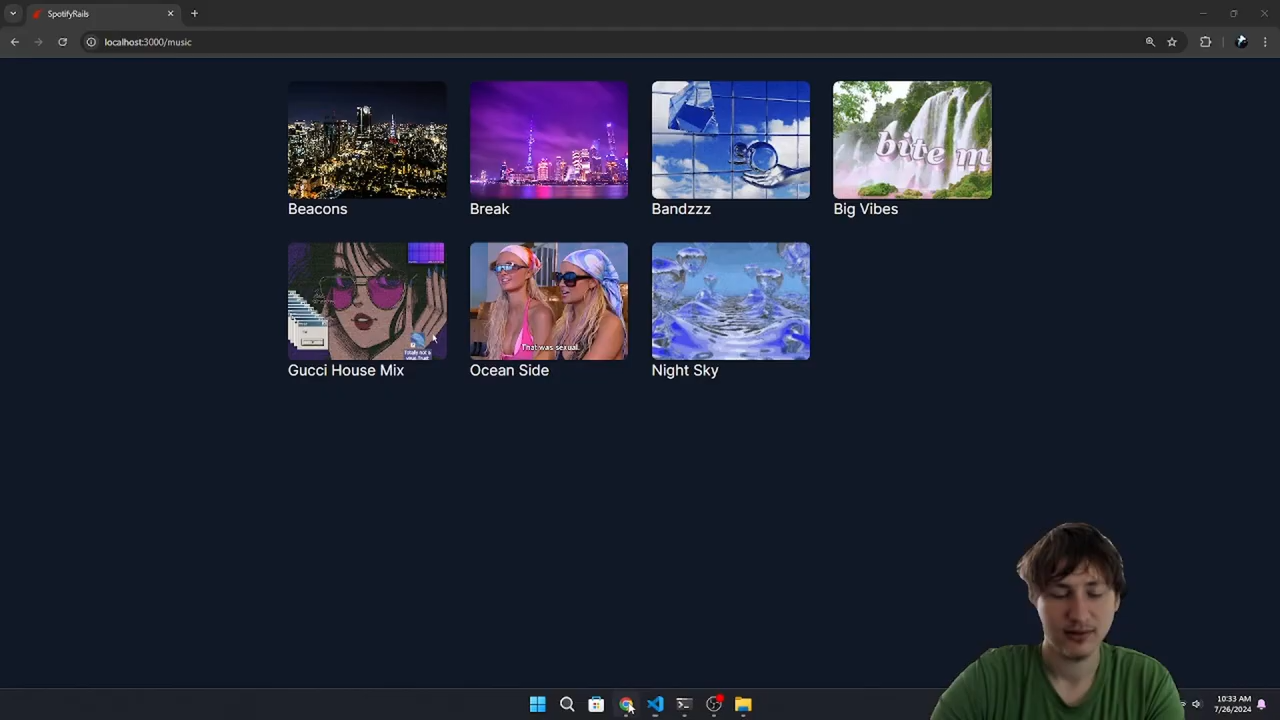 SpotifyRails
localhost:3000/music
bite m
Beacons
Break
Bandzzz
Big Vibes
That was sexual.
Gucci House Mix
Ocean Side
Night Sky
10:33 AM
7/26/2024